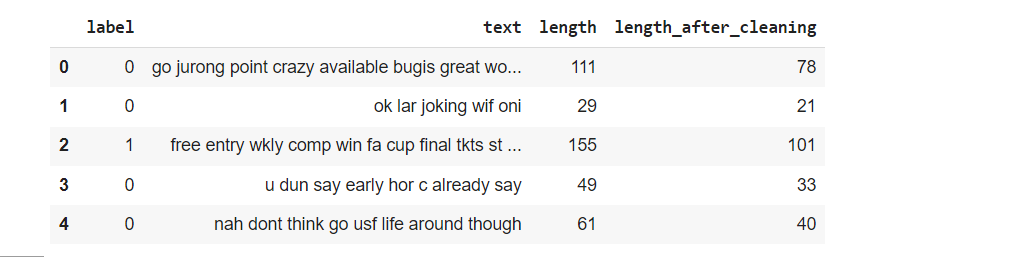 label text length length_after_cleaning
0 0 go jurong point crazy available bugis great wo... 111 78
1 0 ok lar joking wif oni 29 21
2 1 free entry wkly comp win fa cup final tkts st ... 155 101
3 0 u dun say early hor c already say 49 33
4 0 nah dont think go usf life around though 61 40